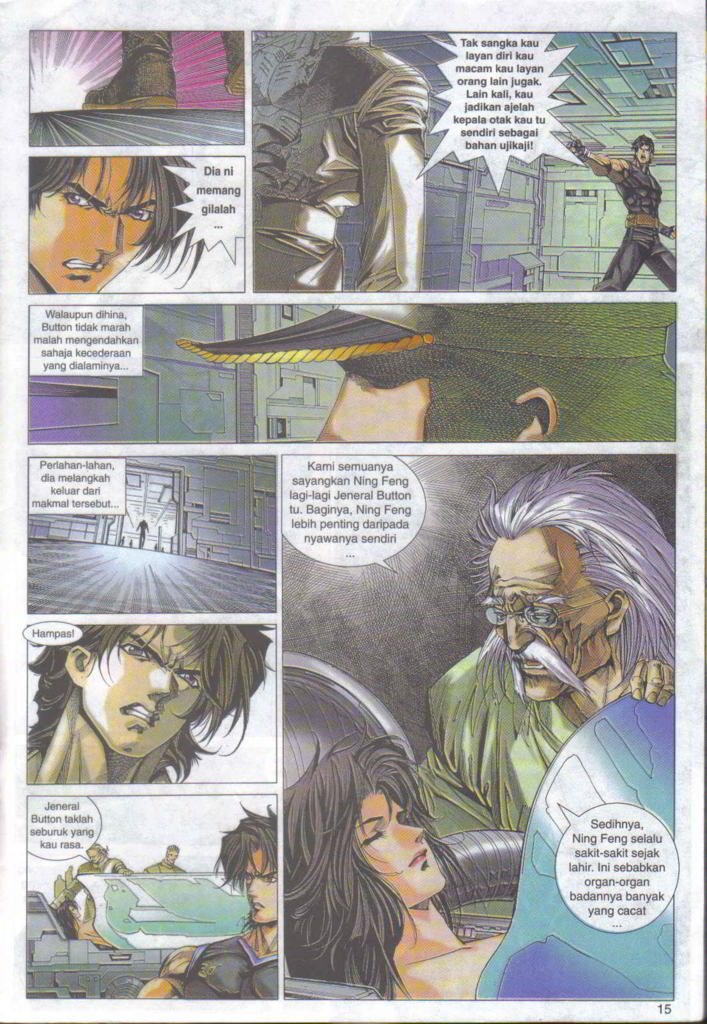 Tak sangka kau
layan diri kau
macam kau layan
orang lain jugak.
Lain kali, kau
jadikan ajelah
kepala otak kau tu
sendiri sebagai
bahan ujikaji!
Dia ni
memang
gilalah
...
Walaupun dihina,
Button tidak marah
malah mengendahkan
sahaja kecederaan
yang dialaminya...
Perlahan-lahan,
dia melangkah
keluar dari
makmal tersebut...
Hampas!
Jeneral
Button taklah
seburuk yang
kau rasa.
Kami semuanya
sayangkan Ning Feng
lagi-lagi Jeneral Button
tu. Baginya, Ning Feng
lebih penting daripada
nyawanya sendiri
...
Sedihnya,
Ning Feng selalu
sakit-sakit sejak
lahir. Ini sebabkan
organ-organ
badannya banyak
yang cacat
...
15